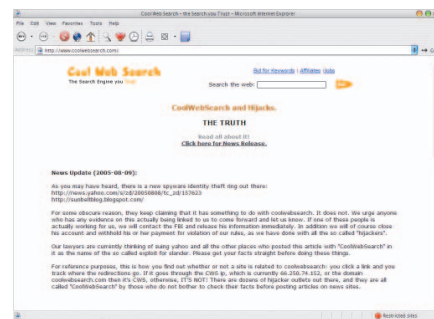 Cool Web Search - the Search you Trust - Microsoft Internet Explorer
File Edit View Favorites Tools Help
Address http://www.coolwebsearch.com/
Cool Web Search
The Search Engine you
Bid for Keywords | Affiliates
Search the web:
CoolWebSearch and Hijacks.
THE TRUTH
Read all about it!
Click here for News Release.
News Update (2005-08-09):
As you may have heard, there is a new spyware identity theft ring out there:
http://news.yahoo.com/s/zd/20050808/tc_zd/157623
http://sunbeltblog.blogspot.com/
For some obscure reason, they keep claiming that it has something to do with coolwebsearch. It does not. We urge anyone
who has any evidence on the actually being linked to us to come forward and let us know. If one of these people is
actually working for us, we will contact the FBI and release his information immediately. In addition we will of course close
his account and withhold his or her payment for violation of our rules, as we have done with all the so called "hijackers".
Our lawyers are currently thinking of suing yahoo and all the other places who posted this article with "CoolWebSearch" in
it as the name of the so called exploit for slander. Please get your facts straight before doing these things.
For reference purposes, this is how you find out whether or not a site is related to coolwebsearch: you click a link and you
track where the redirections go. If it goes through the CWS ip, which is currently 66.250.74.152, or the domain
coolwebsearch.com then it's CWS, otherwise, IT'S NOT! There are dozens of hijacker outlets out there, and they are all
called "CoolWebSearch" by those who do not bother to check their facts before posting articles on news sites.
Restricted sites